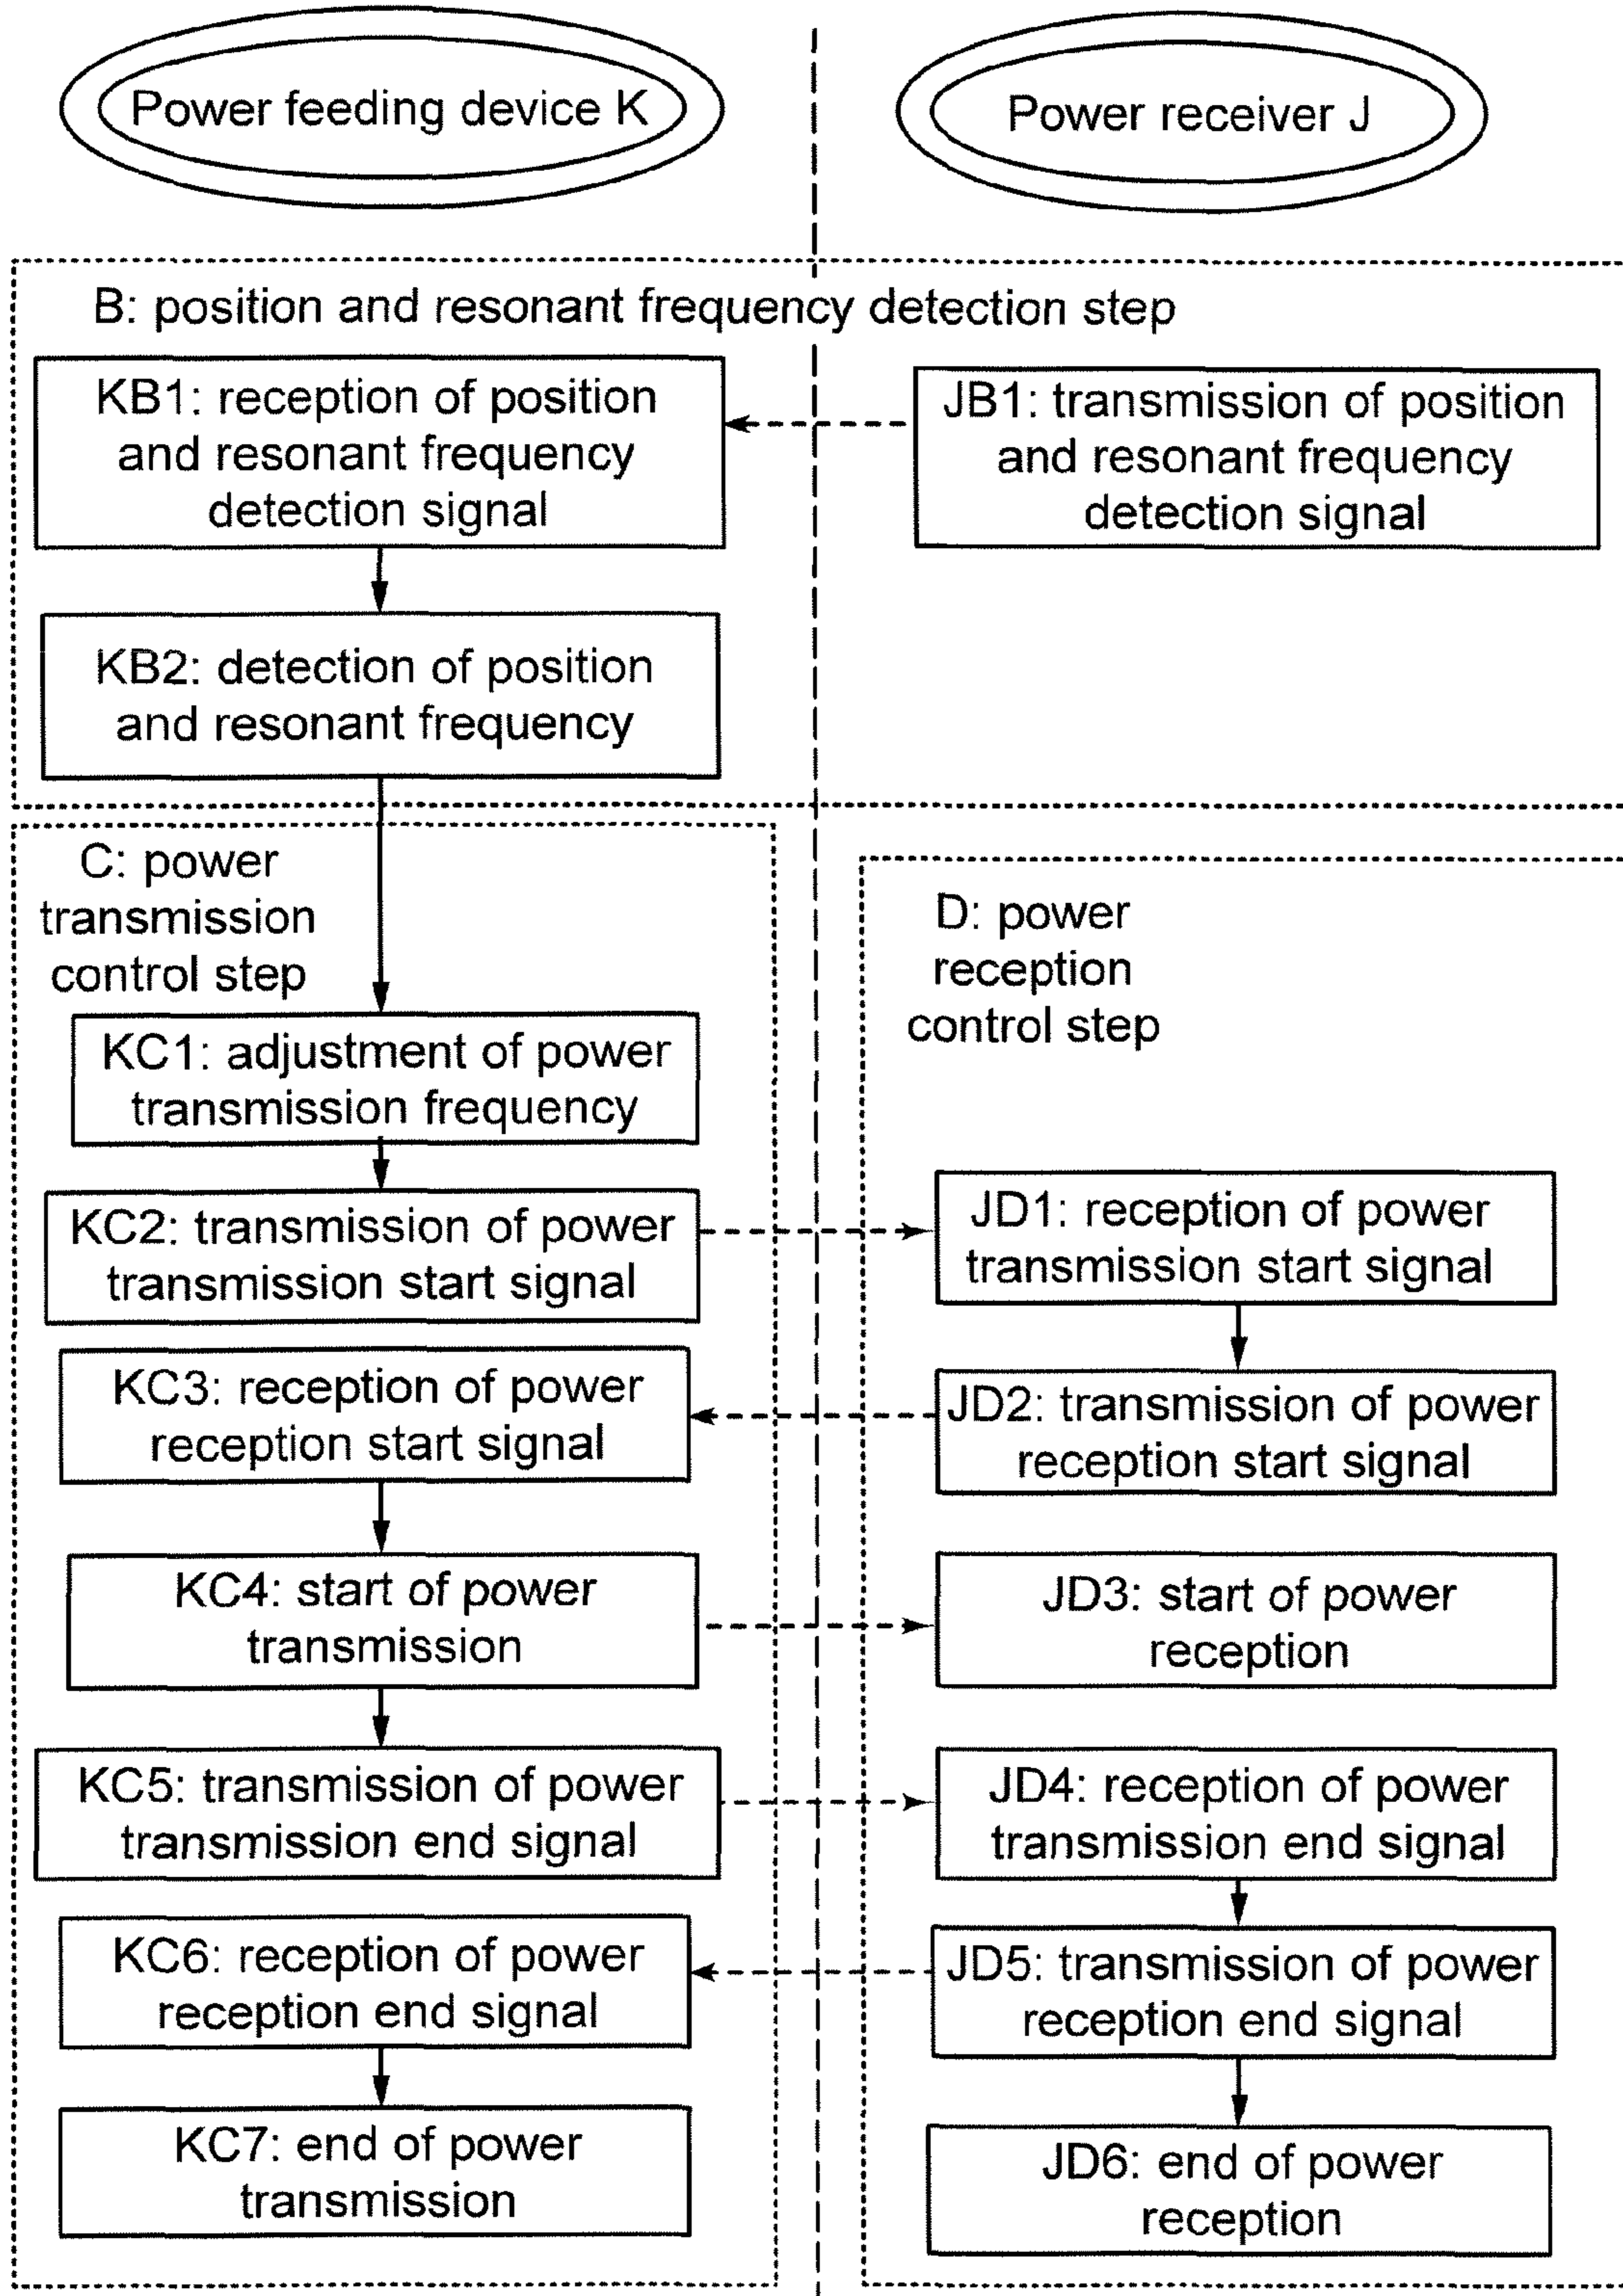 Power feeding device K
Power receiver J
B: position and resonant frequency detection step
KB1: reception of position
and resonant frequency
detection signal
JB1: transmission of position
and resonant frequency
detection signal
KB2: detection of position
and resonant frequency
C: power
transmission
control step
D: power
reception
control step
KC1: adjustment of power
transmission frequency
KC2: transmission of power
transmission start signal
JD1: reception of power
transmission start signal
KC3: reception of power
reception start signal
JD2: transmission of power
reception start signal
KC4: start of power
transmission
JD3: start of power
reception
KC5: transmission of power
transmission end signal
JD4: reception of power
transmission end signal
KC6: reception of power
reception end signal
JD5: transmission of power
reception end signal
KC7: end of power
transmission
JD6: end of power
reception